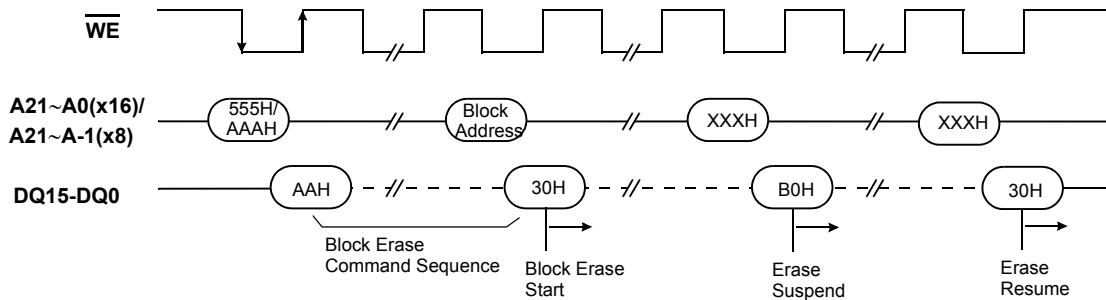 WE
A21~A0(x16)/
A21~A-1(x8)
555H/
AAAH
Block
Address
XXXH
XXXH
DQ15-DQ0
AAH
30H
B0H
30H
Block Erase
Command Sequence
Block Erase
Start
Erase
Suspend
Erase
Resume